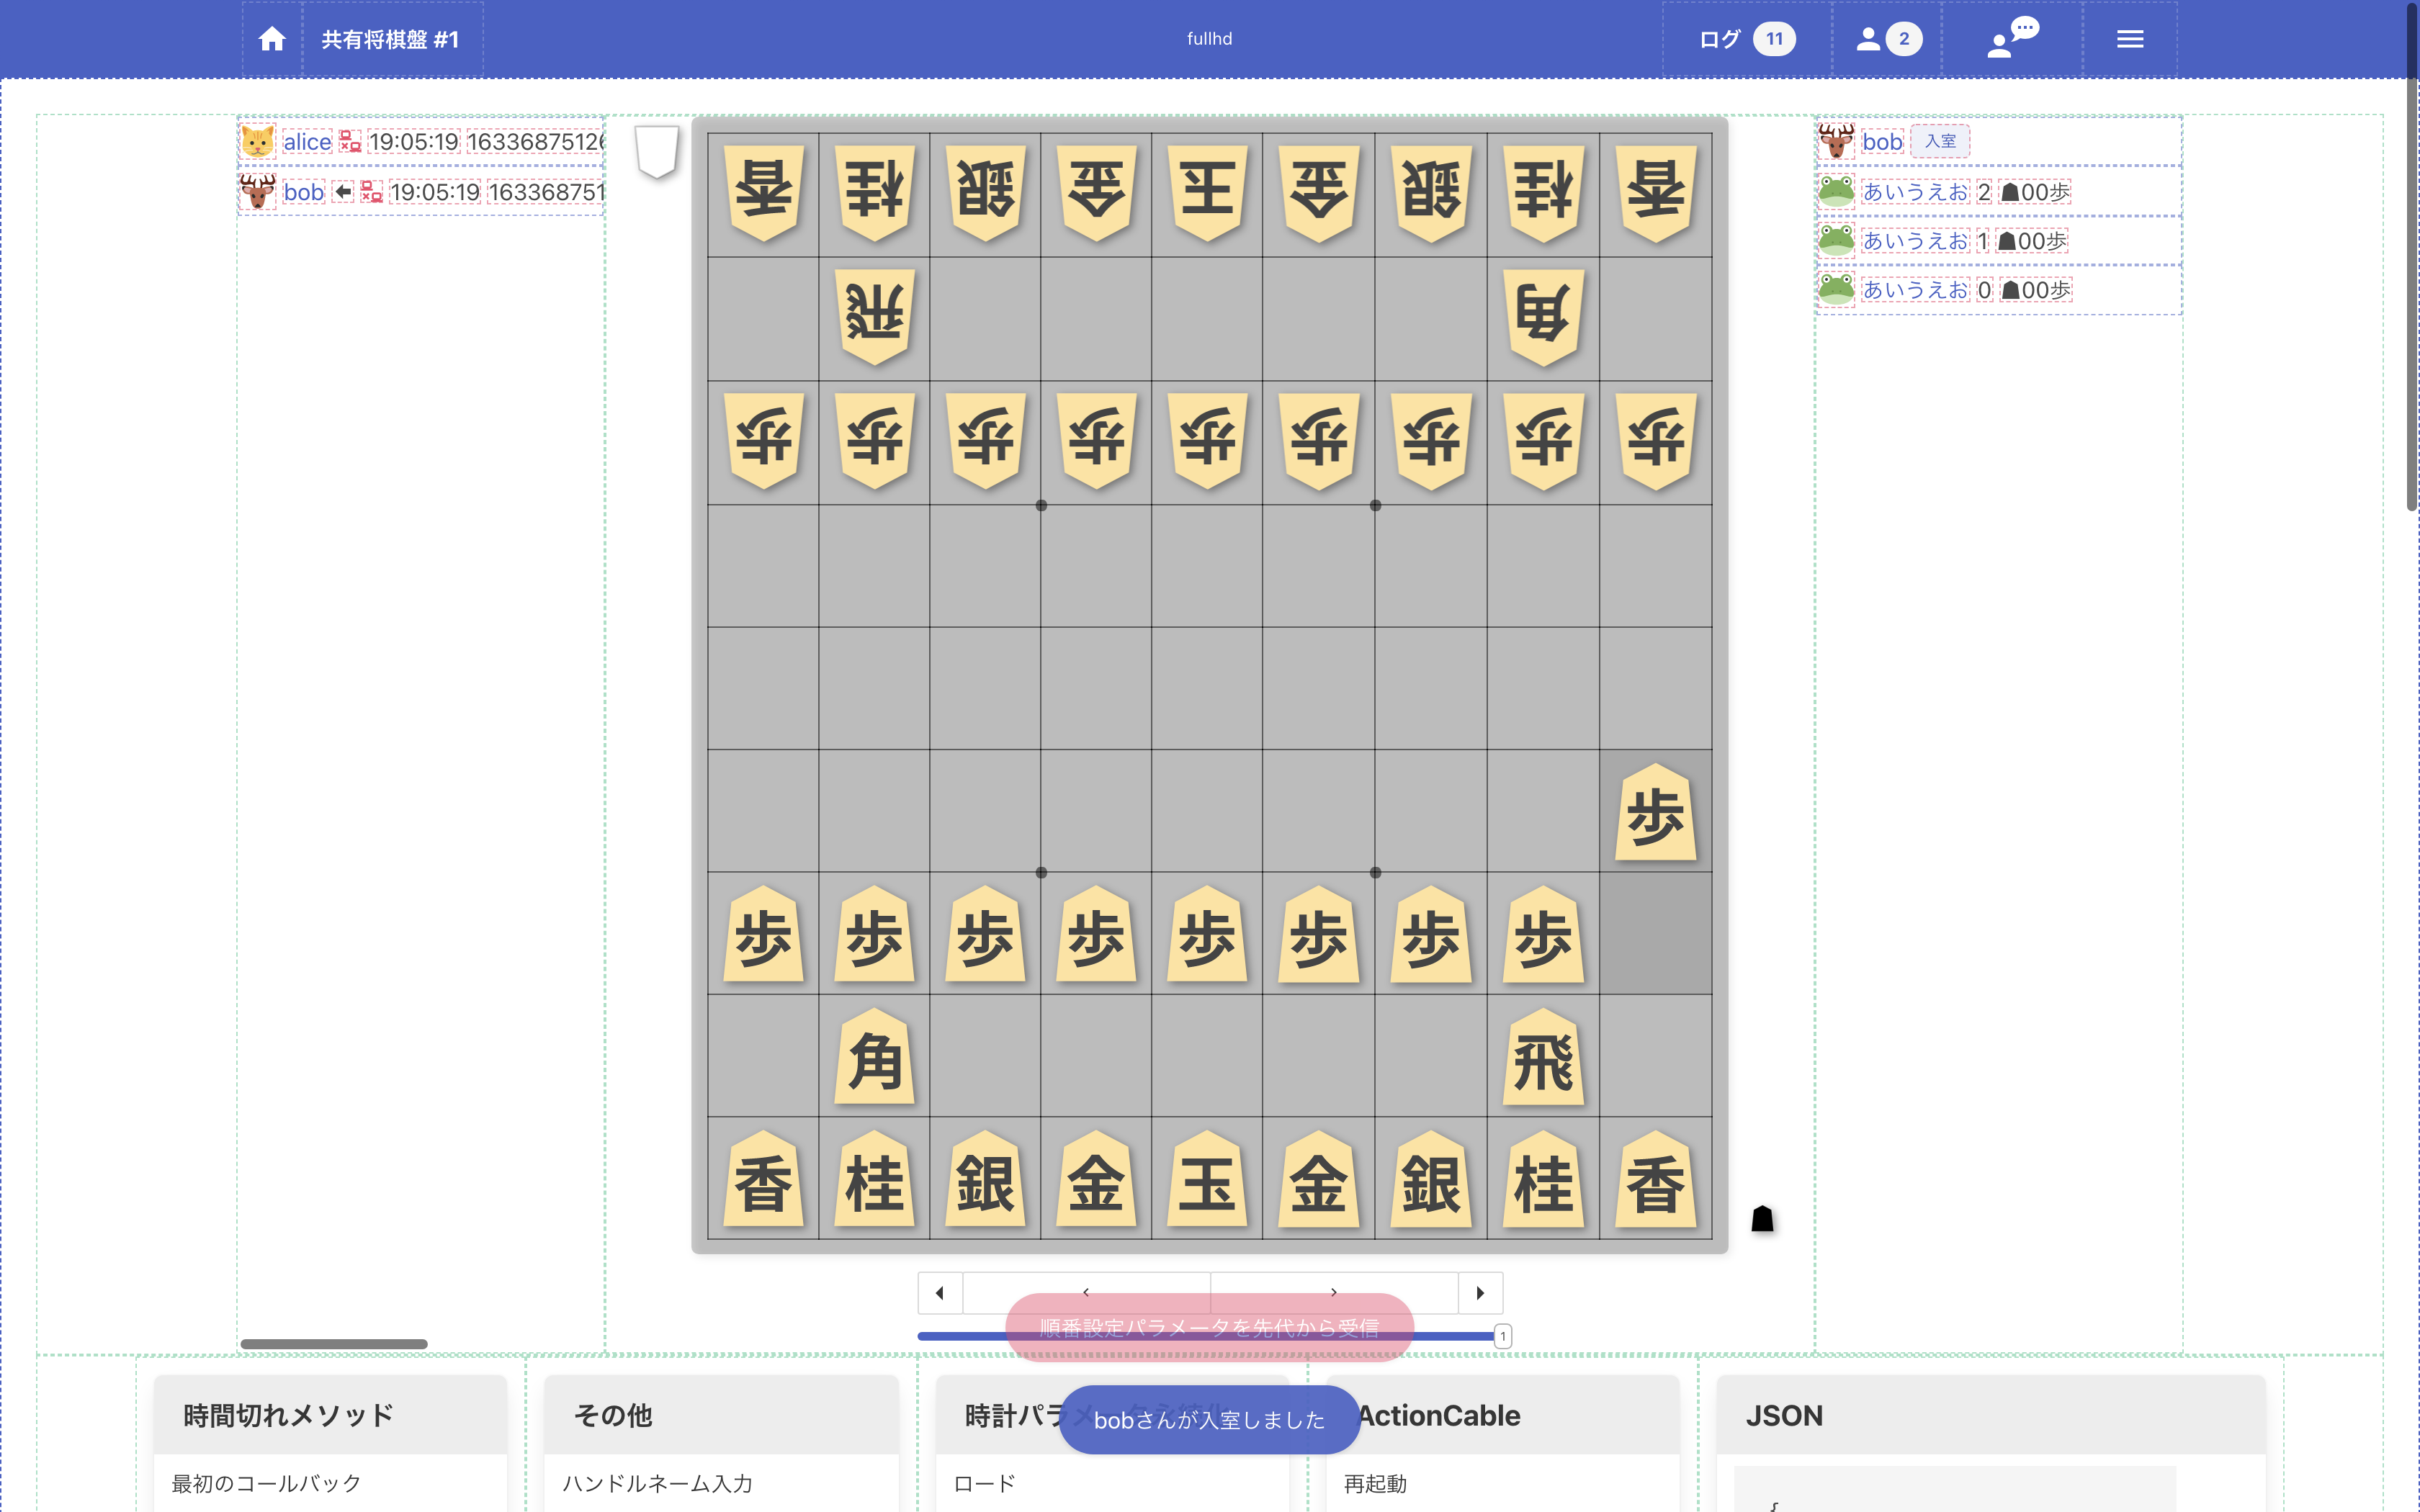 共有将棋盤 #1
fullhd
ログ 11
2
alice 19:05:19
bob 19:05:19
bob 入室
あいうえお 2 ☗00歩
あいうえお 1 ☗00歩
あいうえお 0 ☗00歩
香 桂 銀 金 玉 金 銀 桂 香
飛 角
歩 歩 歩 歩 歩 歩 歩 歩 歩
歩
歩 歩 歩 歩 歩 歩 歩 歩
角 飛
香 桂 銀 金 玉 金 銀 桂 香
順番設定パラメータを先代から受信
1
時間切れメソッド
最初のコールバック
その他
ハンドルネーム入力
時計パラメ
ロード
bobさんが入室しました
ActionCable
再起動
JSON
{